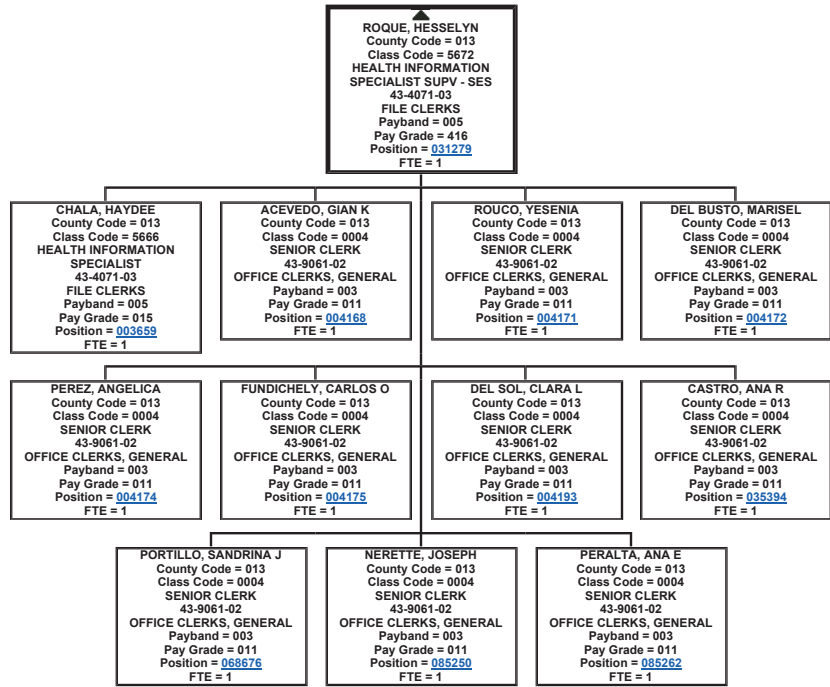 ROQUE, HESSELYN
County Code = 013
Class Code = 5672
HEALTH INFORMATION
SPECIALIST SUPV - SES
43-4071-03
FILE CLERKS
Payband = 005
Pay Grade = 416
Position = 031279
FTE = 1
CHALA, HAYDEE
County Code = 013
Class Code = 5666
HEALTH INFORMATION
SPECIALIST
43-4071-03
FILE CLERKS
Payband = 005
Pay Grade = 015
Position = 003659
FTE = 1
ACEVEDO, GIAN K
County Code = 013
Class Code = 0004
SENIOR CLERK
43-9061-02
OFFICE CLERKS, GENERAL
Payband = 003
Pay Grade = 011
Position = 004168
FTE = 1
ROUCO, YESENIA
County Code = 013
Class Code = 0004
SENIOR CLERK
43-9061-02
OFFICE CLERKS, GENERAL
Payband = 003
Pay Grade = 011
Position = 004171
FTE = 1
DEL BUSTO, MARISEL
County Code = 013
Class Code = 0004
SENIOR CLERK
43-9061-02
OFFICE CLERKS, GENERAL
Payband = 003
Pay Grade = 011
Position = 004172
FTE = 1
PEREZ, ANGELICA
County Code = 013
Class Code = 0004
SENIOR CLERK
43-9061-02
OFFICE CLERKS, GENERAL
Payband = 003
Pay Grade = 011
Position = 004174
FTE = 1
FUNDICHELY, CARLOS O
County Code = 013
Class Code = 0004
SENIOR CLERK
43-9061-02
OFFICE CLERKS, GENERAL
Payband = 003
Pay Grade = 011
Position = 004175
FTE = 1
DEL SOL, CLARA L
County Code = 013
Class Code = 0004
SENIOR CLERK
43-9061-02
OFFICE CLERKS, GENERAL
Payband = 003
Pay Grade = 011
Position = 004193
FTE = 1
CASTRO, ANA R
County Code = 013
Class Code = 0004
SENIOR CLERK
43-9061-02
OFFICE CLERKS, GENERAL
Payband = 003
Pay Grade = 011
Position = 035394
FTE = 1
PORTILLO, SANDRINA J
County Code = 013
Class Code = 0004
SENIOR CLERK
43-9061-02
OFFICE CLERKS, GENERAL
Payband = 003
Pay Grade = 011
Position = 068676
FTE = 1
NERETTE, JOSEPH
County Code = 013
Class Code = 0004
SENIOR CLERK
43-9061-02
OFFICE CLERKS, GENERAL
Payband = 003
Pay Grade = 011
Position = 085250
FTE = 1
PERALTA, ANA E
County Code = 013
Class Code = 0004
SENIOR CLERK
43-9061-02
OFFICE CLERKS, GENERAL
Payband = 003
Pay Grade = 011
Position = 085262
FTE = 1